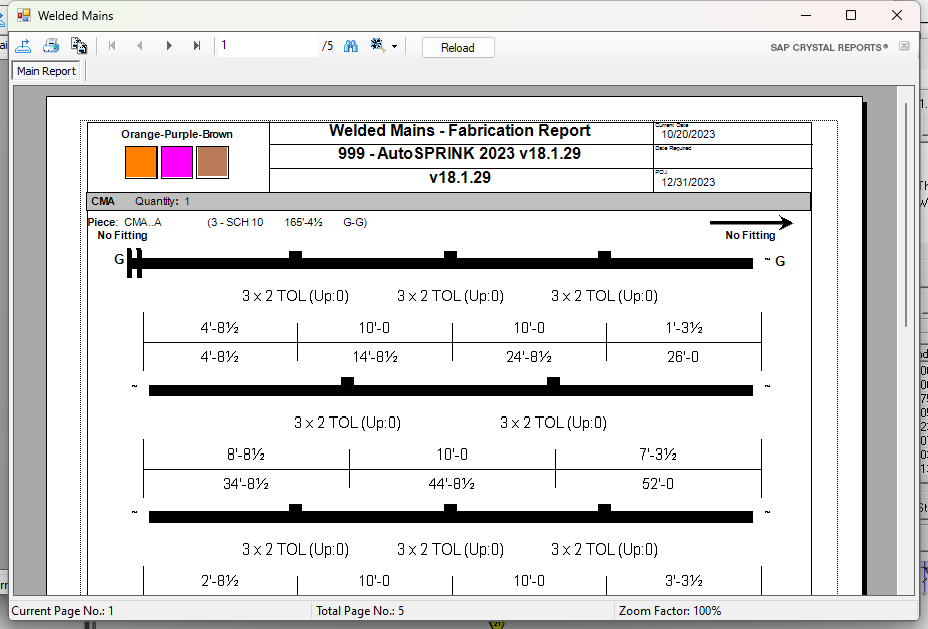 Welded Mains
1 /5 Reload SAP CRYSTAL REPORTS®
Main Report
Orange-Purple-Brown
Welded Mains - Fabrication Report
Current Date
10/20/2023
999 - AutoSPRINK 2023 v18.1.29
Date Required
v18.1.29
12/31/2023
CMA Quantity: 1
Piece: CMA..A (3 - SCH 10 165'-4½ G-G)
No Fitting No Fitting
G ~ G
3 x 2 TOL (Up:0) 3 x 2 TOL (Up:0) 3 x 2 TOL (Up:0)
4'-8½ 10'-0 10'-0 1'-3½
4'-8½ 14'-8½ 24'-8½ 26'-0
~ ~
3 x 2 TOL (Up:0) 3 x 2 TOL (Up:0)
8'-8½ 10'-0 7'-3½
34'-8½ 44'-8½ 52'-0
~ ~
3 x 2 TOL (Up:0) 3 x 2 TOL (Up:0) 3 x 2 TOL (Up:0)
2'-8½ 10'-0 10'-0 3'-3½
Current Page No.: 1 Total Page No.: 5 Zoom Factor: 100%